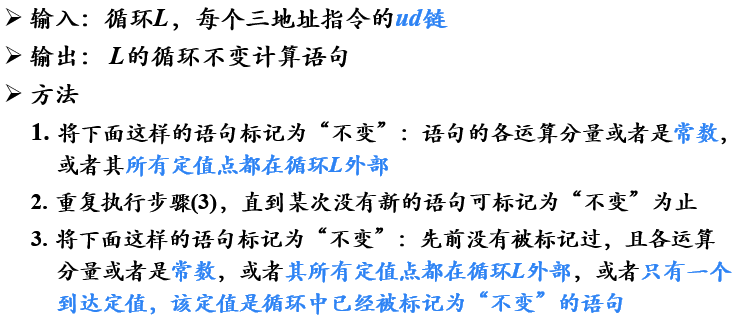 ➢ 输入：循环L，每个三地址指令的ud链
➢ 输出： L的循环不变计算语句
➢ 方法
1. 将下面这样的语句标记为“不变”：语句的各运算分量或者是常数，
或者其所有定值点都在循环L外部
2. 重复执行步骤(3)，直到某次没有新的语句可标记为“不变”为止
3. 将下面这样的语句标记为“不变”：先前没有被标记过，且各运算
分量或者是常数，或者其所有定值点都在循环L外部，或者只有一个
到达定值，该定值是循环中已经被标记为“不变”的语句